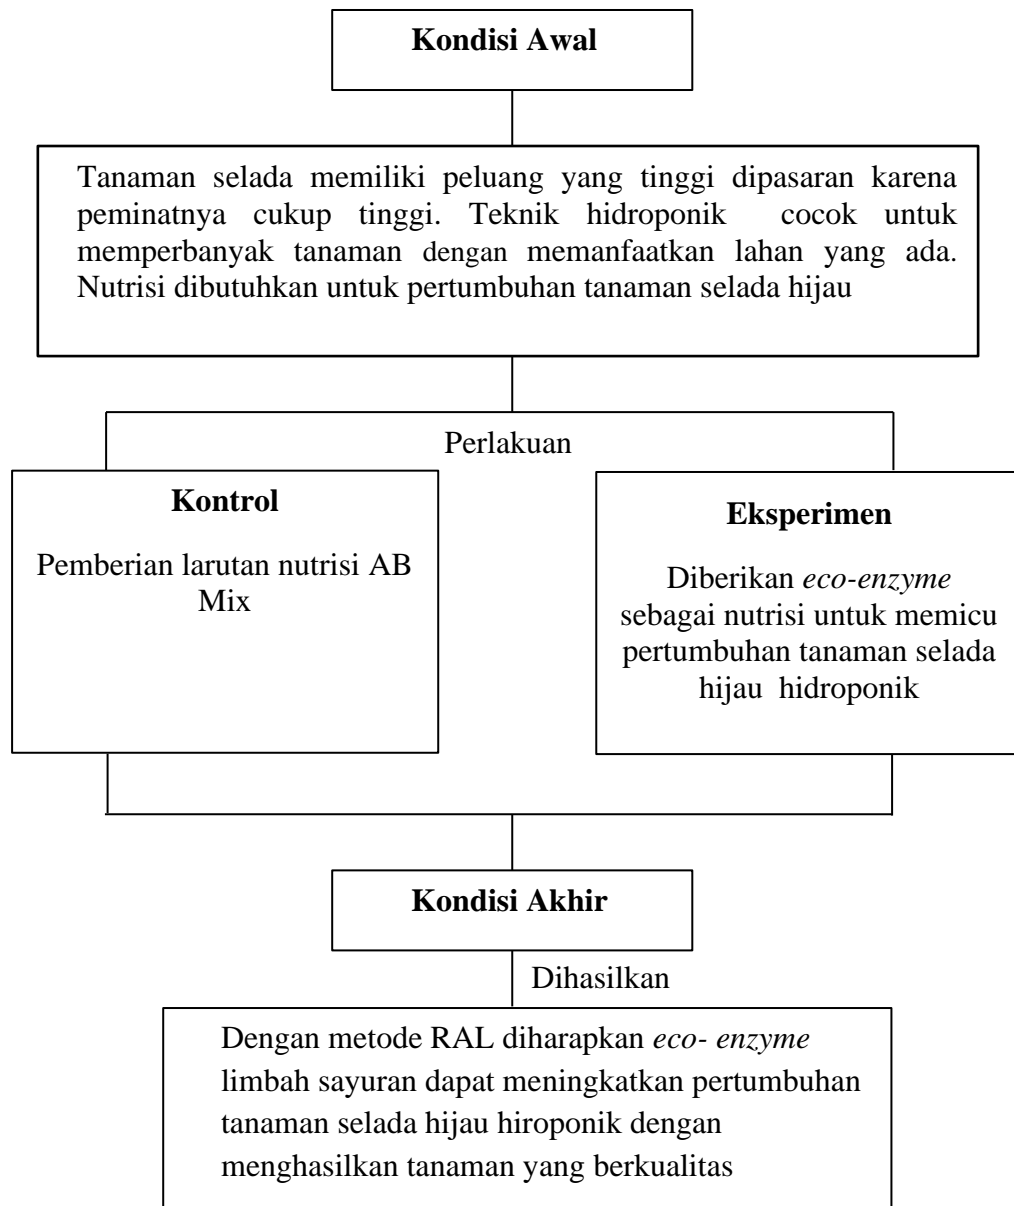 Kondisi Awal
Tanaman selada memiliki peluang yang tinggi dipasaran karena
peminatnya cukup tinggi. Teknik hidroponik cocok untuk
memperbanyak tanaman dengan memanfaatkan lahan yang ada.
Nutrisi dibutuhkan untuk pertumbuhan tanaman selada hijau
Perlakuan
Kontrol
Pemberian larutan nutrisi AB
Mix
Eksperimen
Diberikan eco-enzyme
sebagai nutrisi untuk memicu
pertumbuhan tanaman selada
hijau hidroponik
Kondisi Akhir
Dihasilkan
Dengan metode RAL diharapkan eco- enzyme
limbah sayuran dapat meningkatkan pertumbuhan
tanaman selada hijau hiroponik dengan
menghasilkan tanaman yang berkualitas